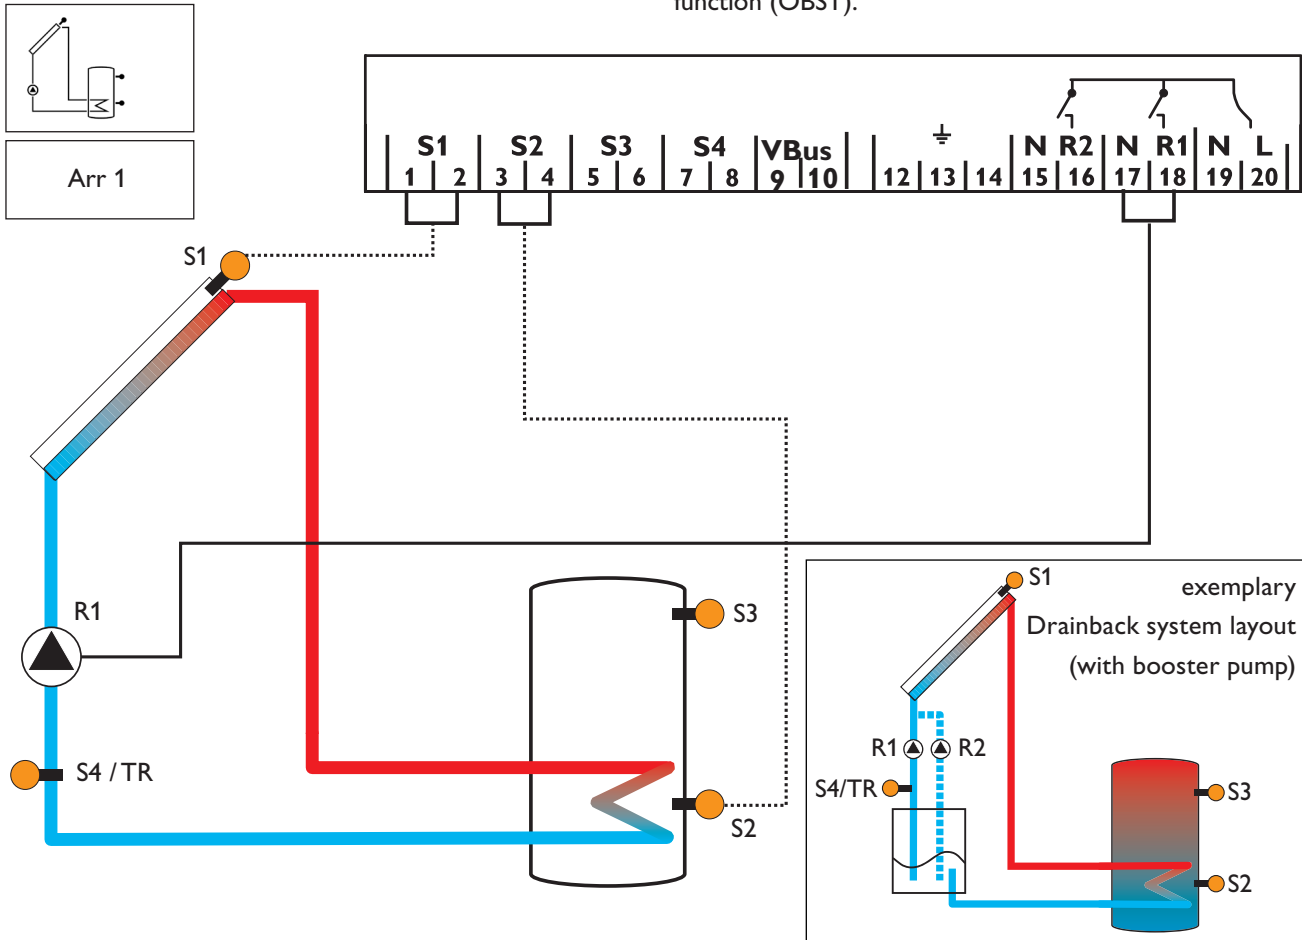 function (OBST).
Arr 1
S1 S2 S3 S4 VBus N R2 N R1 N L
1 2 3 4 5 6 7 8 9 10 12 13 14 15 16 17 18 19 20
S1
R1
S4 / TR
S3
S2
S1
exemplary
Drainback system layout
(with booster pump)
R1 R2
S4/TR
S3
S2